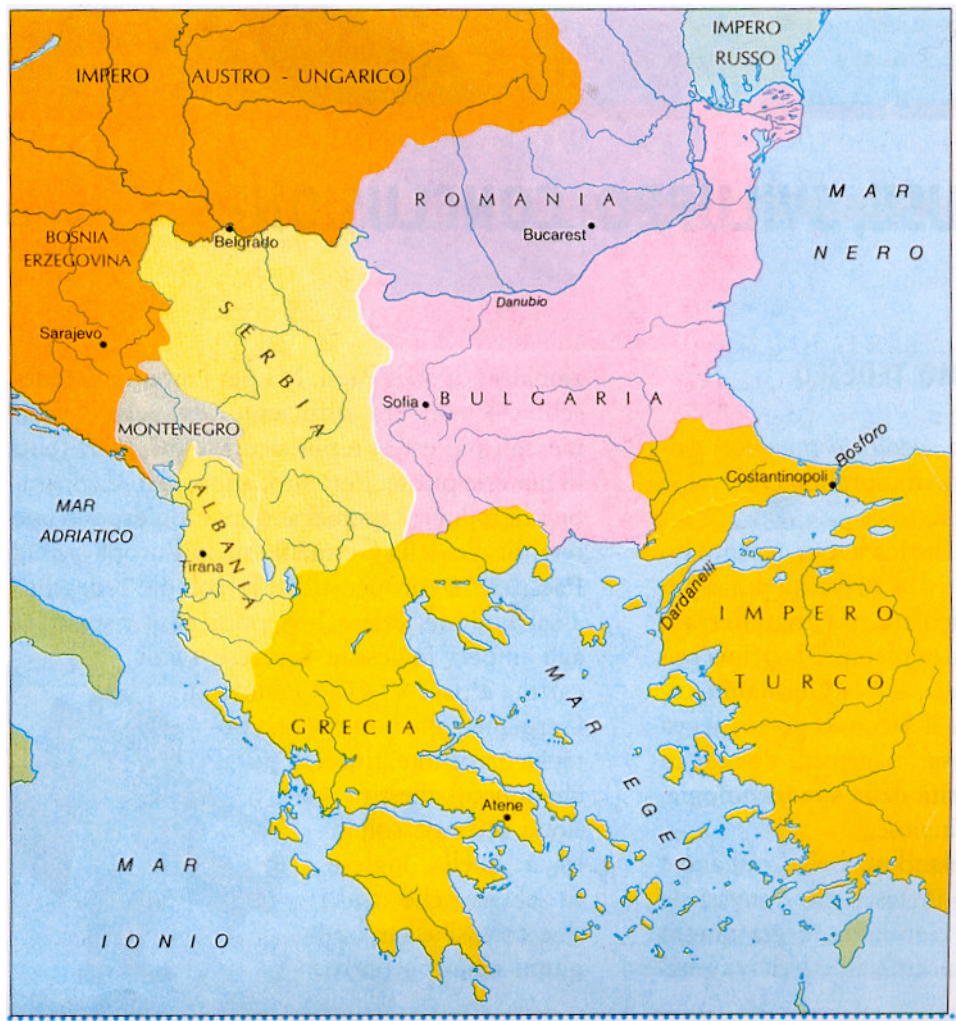 IMPERO
RUSSO
IMPERO AUSTRO - UNGARICO
ROMANIA
MAR
NERO
Bucarest
BOSNIA
ERZEGOVINA
Belgrado
Danubio
SERBIA
Sarajevo
Sofia
BULGARIA
MONTENEGRO
Bosforo
Costantinopoli
MAR
ADRIATICO
ALBANIA
Tirana
Dardanelli
IMPERO
TURCO
MAR EGEO
GRECIA
Atene
MAR
IONIO